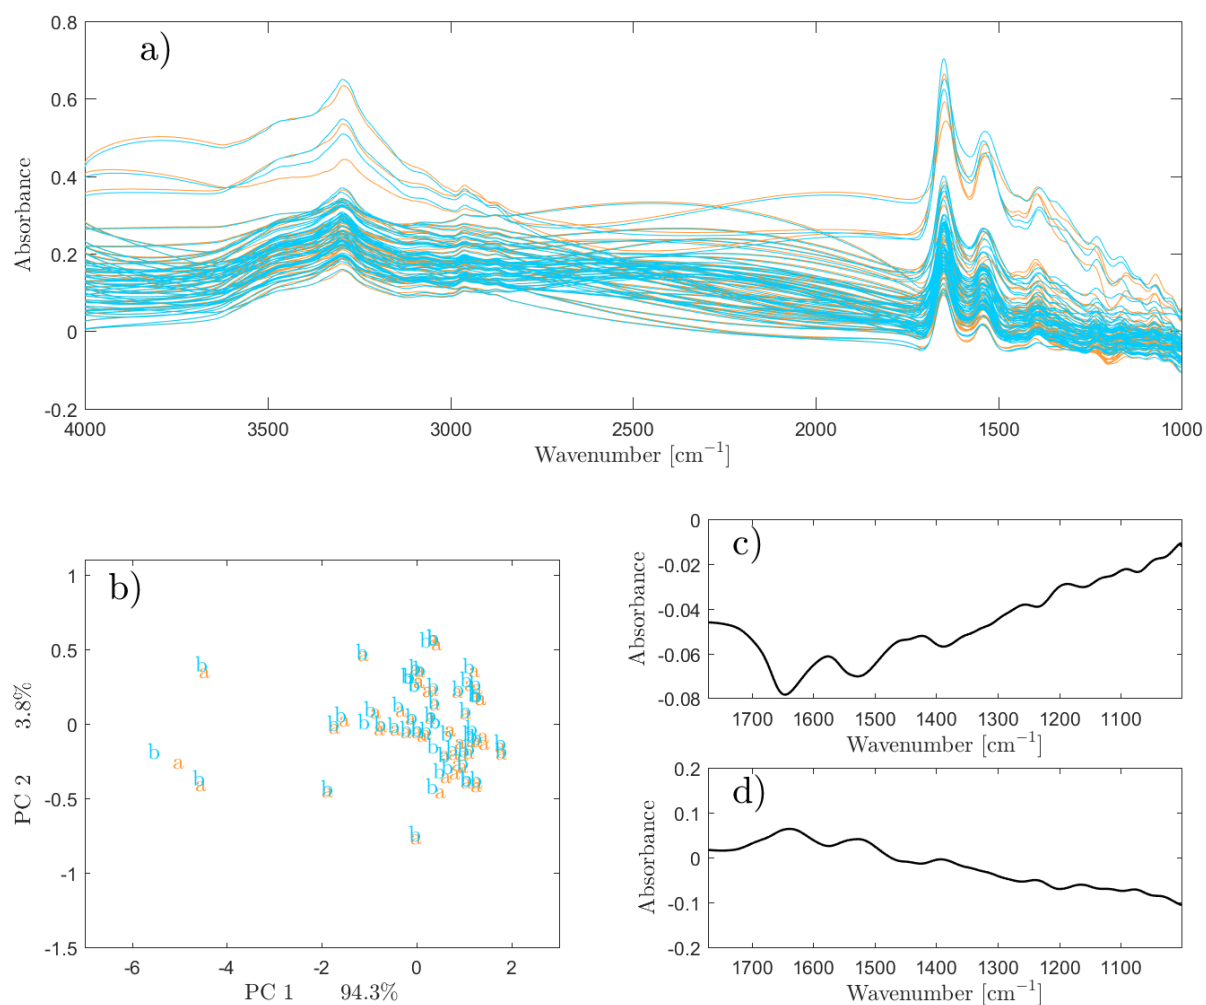 a)
0.8
0.6
0.4
0.2
0
-0.2
Absorbance
4000 3500 3000 2500 2000 1500 1000
Wavenumber [cm⁻¹]
b)
1
0.5
0
-0.5
-1
-1.5
PC 2 3.8%
-6 -4 -2 0 2
PC 1 94.3%
c)
0
-0.02
-0.04
-0.06
-0.08
Absorbance
1700 1600 1500 1400 1300 1200 1100
Wavenumber [cm⁻¹]
d)
0.2
0.1
0
-0.1
-0.2
Absorbance
1700 1600 1500 1400 1300 1200 1100
Wavenumber [cm⁻¹]